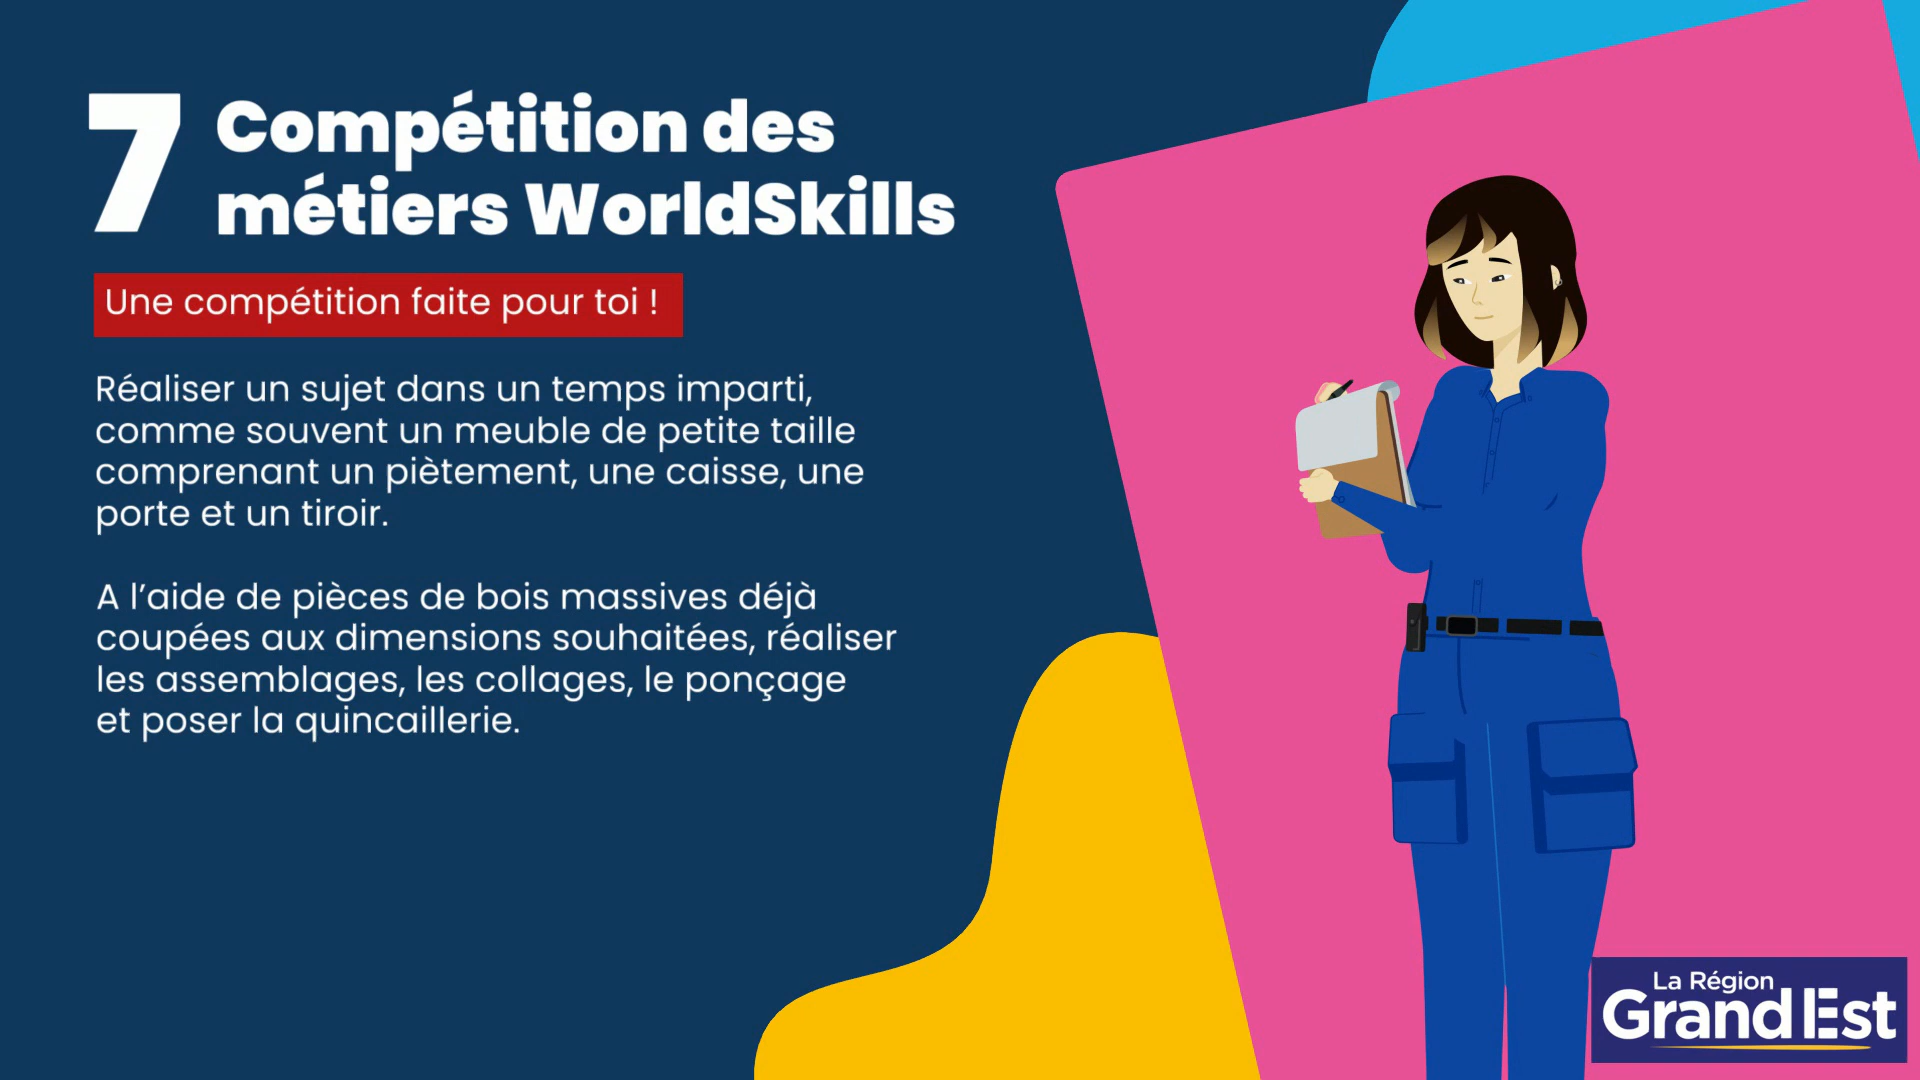 7
Compétition des
métiers WorldSkills
Une compétition faite pour toi !
Réaliser un sujet dans un temps imparti,
comme souvent un meuble de petite taille
comprenant un piètement, une caisse, une
porte et un tiroir.
A l’aide de pièces de bois massives déjà
coupées aux dimensions souhaitées, réaliser
les assemblages, les collages, le ponçage
et poser la quincaillerie.
La Région
Grand Est